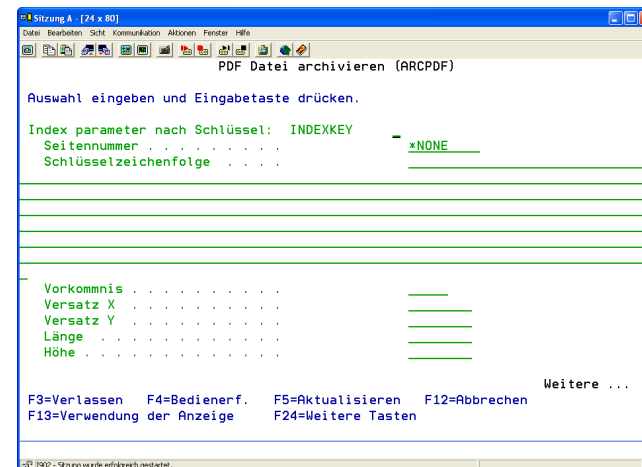 Sitzung A - [24 x 80]
Datei Bearbeiten Sicht Kommunikation Aktionen Fenster Hilfe
PDF Datei archivieren (ARCPDF)
Auswahl eingeben und Eingabetaste drücken.
Index parameter nach Schlüssel: INDEXKEY
Seitennummer . . . . . . . . . *NONE
Schlüsselzeichenfolge . . . .
Vorkommnis . . . . . . . . . .
Versatz X . . . . . . . . . .
Versatz Y . . . . . . . . . .
Länge . . . . . . . . . . . .
Höhe . . . . . . . . . . . . .
Weitere ...
F3=Verlassen F4=Bedienerf. F5=Aktualisieren F12=Abbrechen
F13=Verwendung der Anzeige F24=Weitere Tasten
I902 - Sitzung wurde erfolgreich gestartet.